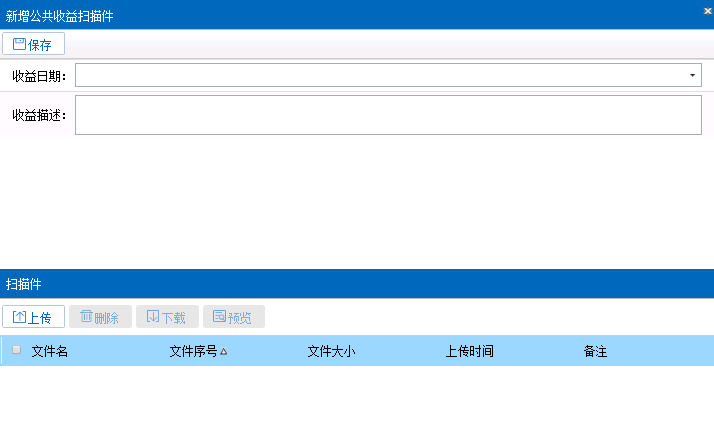 新增公共收益扫描件
保存
收益日期：
收益描述：
扫描件
上传 删除 下载 预览
文件名 文件序号 文件大小 上传时间 备注